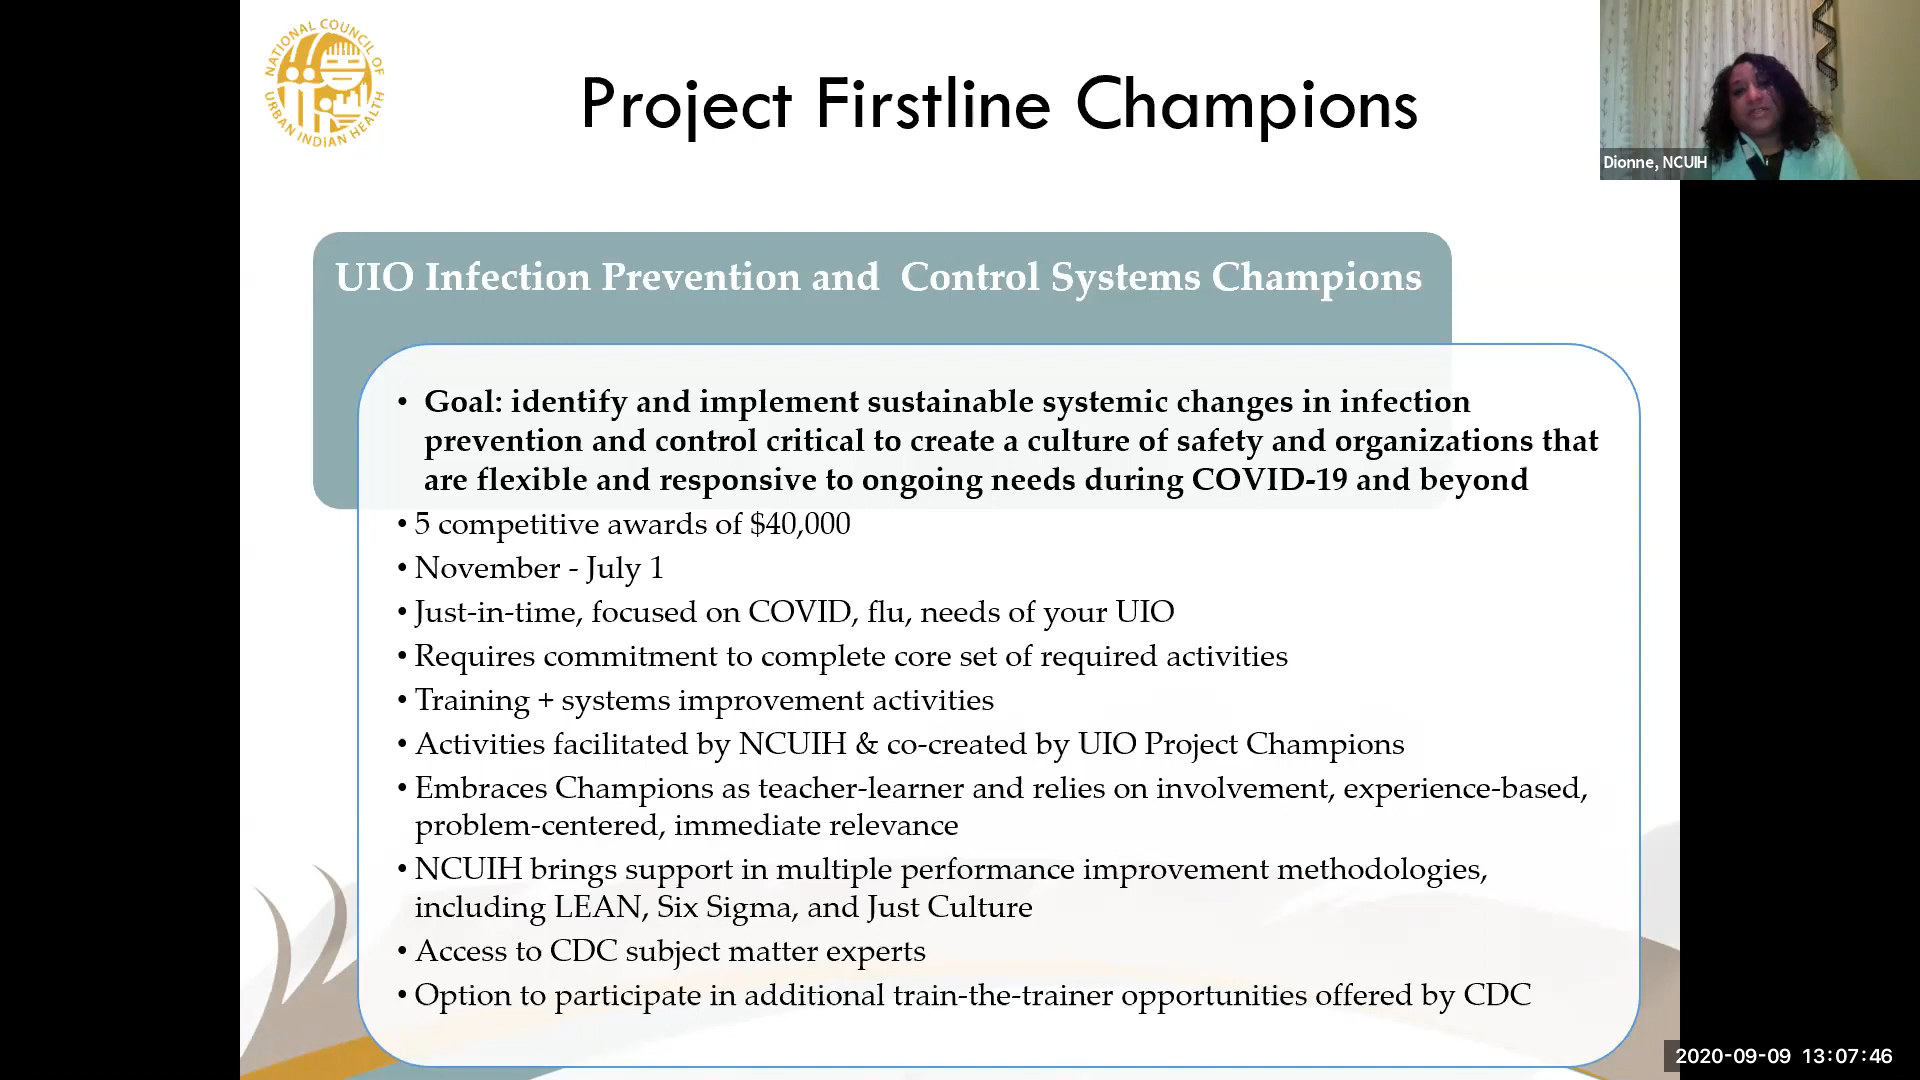 NATIONAL COUNCIL OF
URBAN INDIAN HEALTH
Project Firstline Champions
Dionne, NCUIH
UIO Infection Prevention and  Control Systems Champions
• Goal: identify and implement sustainable systemic changes in infection
prevention and control critical to create a culture of safety and organizations that
are flexible and responsive to ongoing needs during COVID-19 and beyond
• 5 competitive awards of $40,000
• November - July 1
• Just-in-time, focused on COVID, flu, needs of your UIO
• Requires commitment to complete core set of required activities
• Training + systems improvement activities
• Activities facilitated by NCUIH & co-created by UIO Project Champions
• Embraces Champions as teacher-learner and relies on involvement, experience-based,
problem-centered, immediate relevance
• NCUIH brings support in multiple performance improvement methodologies,
including LEAN, Six Sigma, and Just Culture
• Access to CDC subject matter experts
• Option to participate in additional train-the-trainer opportunities offered by CDC
2020-09-09 13:07:46